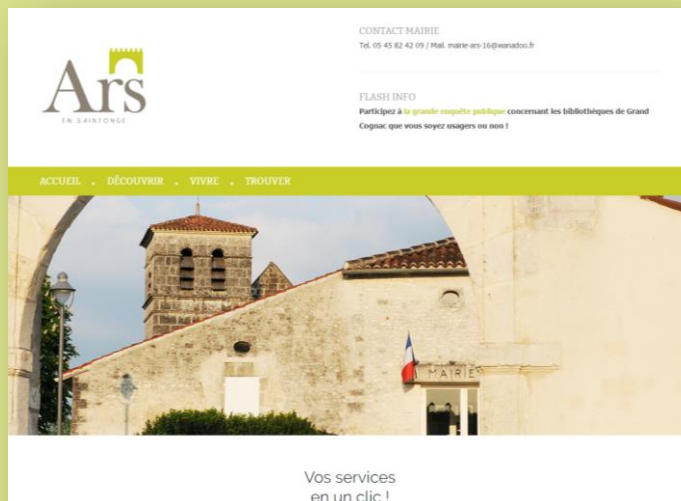 CONTACT MAIRIE
Tel. 05 45 82 42 09 / Mail. mairie-ars-16@wanadoo.fr
Ars
EN SAINTONGE
FLASH INFO
Participez à la grande enquête publique concernant les bibliothèques de Grand
Cognac que vous soyez usagers ou non !
ACCUEIL . DÉCOUVRIR . VIVRE . TROUVER
MAIRIE
Vos services
en un clic !